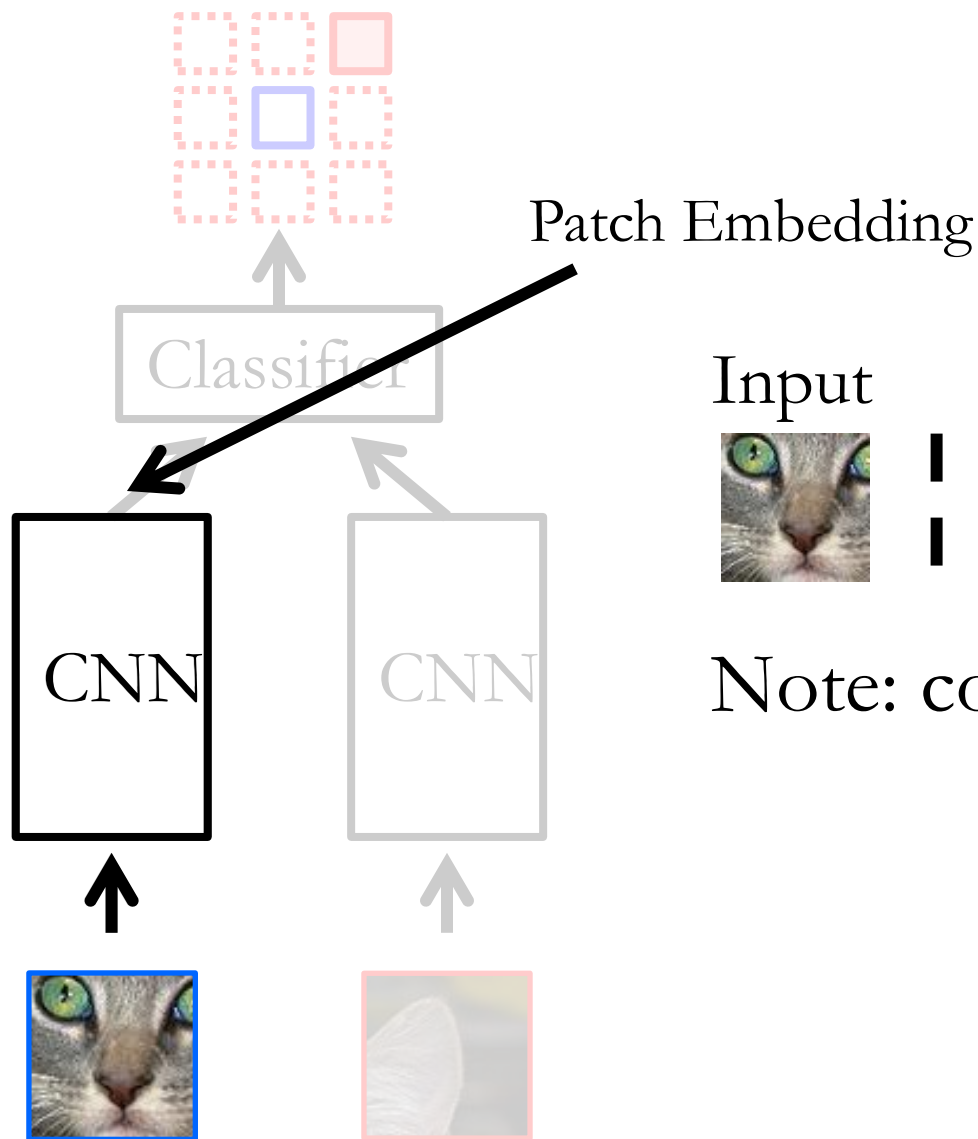 Patch Embedding
Classifier
Input
CNN
CNN
Note: co